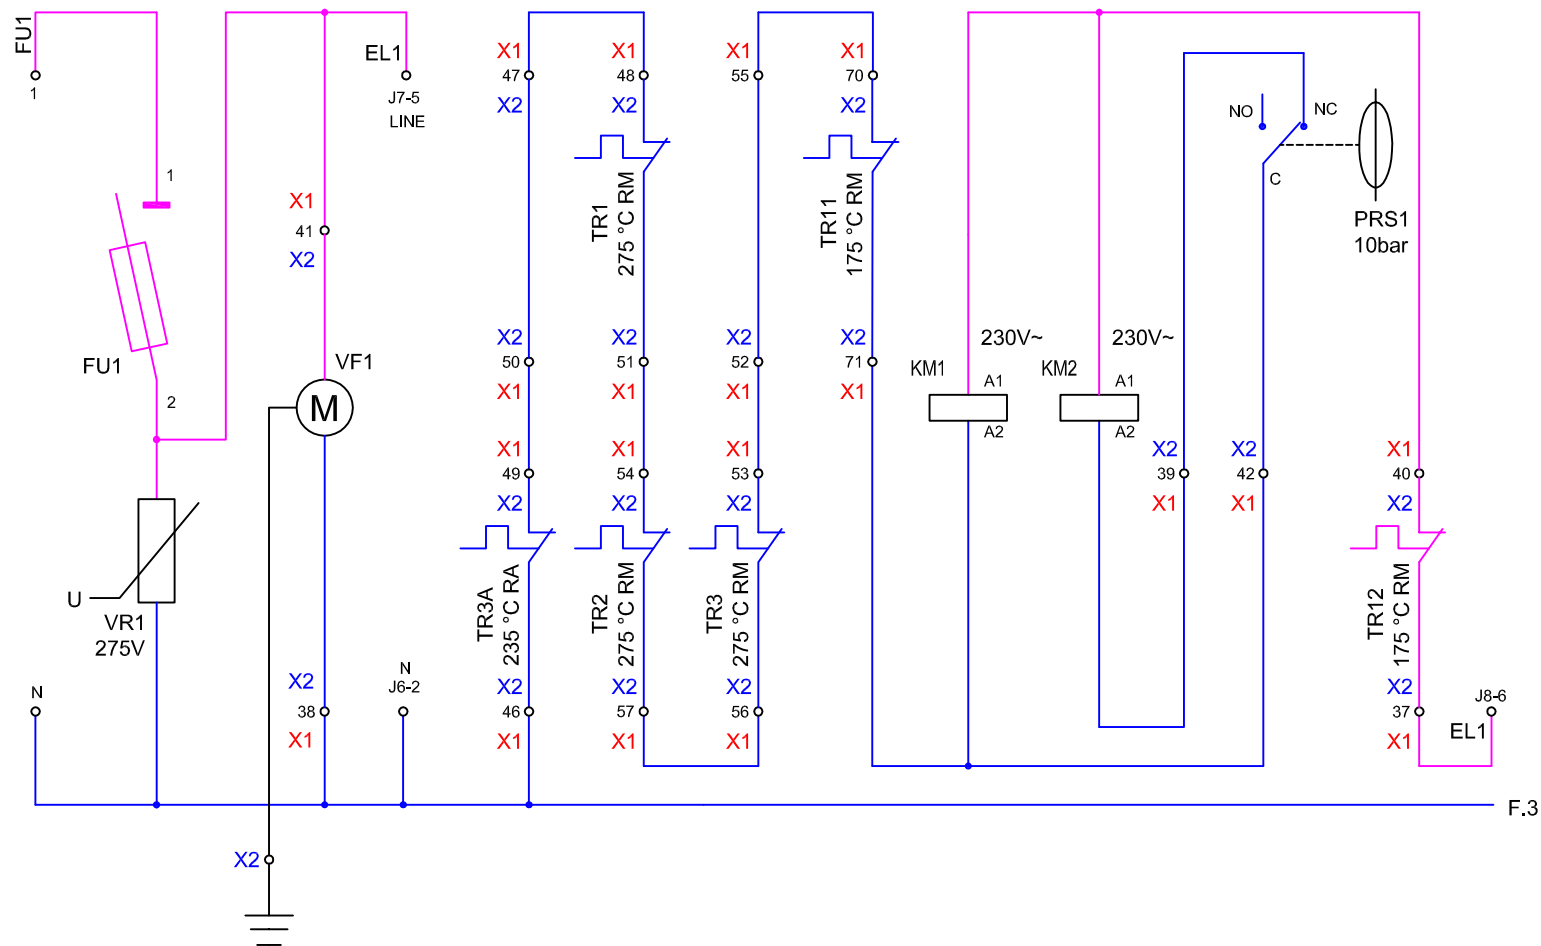 FU1
1
1
FU1
2
U
VR1
275V
N
X1
41
X2
VF1
M
X2
38
X1
X2
EL1
J7-5
LINE
N
J6-2
X1
47
X2
X2
50
X1
X1
49
X2
TR3A
235 °C RA
X2
46
X1
X1
48
X2
TR1
275 °C RM
X2
51
X1
X1
54
X2
TR2
275 °C RM
X2
57
X1
X1
55
X2
52
X1
X1
53
X2
TR3
275 °C RM
X2
56
X1
X1
70
X2
TR11
175 °C RM
X2
71
X1
230V~
KM1
A1
A2
230V~
KM2
A1
A2
X2
39
X1
X2
42
X1
NO
NC
C
PRS1
10bar
X1
40
X2
TR12
175 °C RM
X2
37
X1
J8-6
EL1
F.3